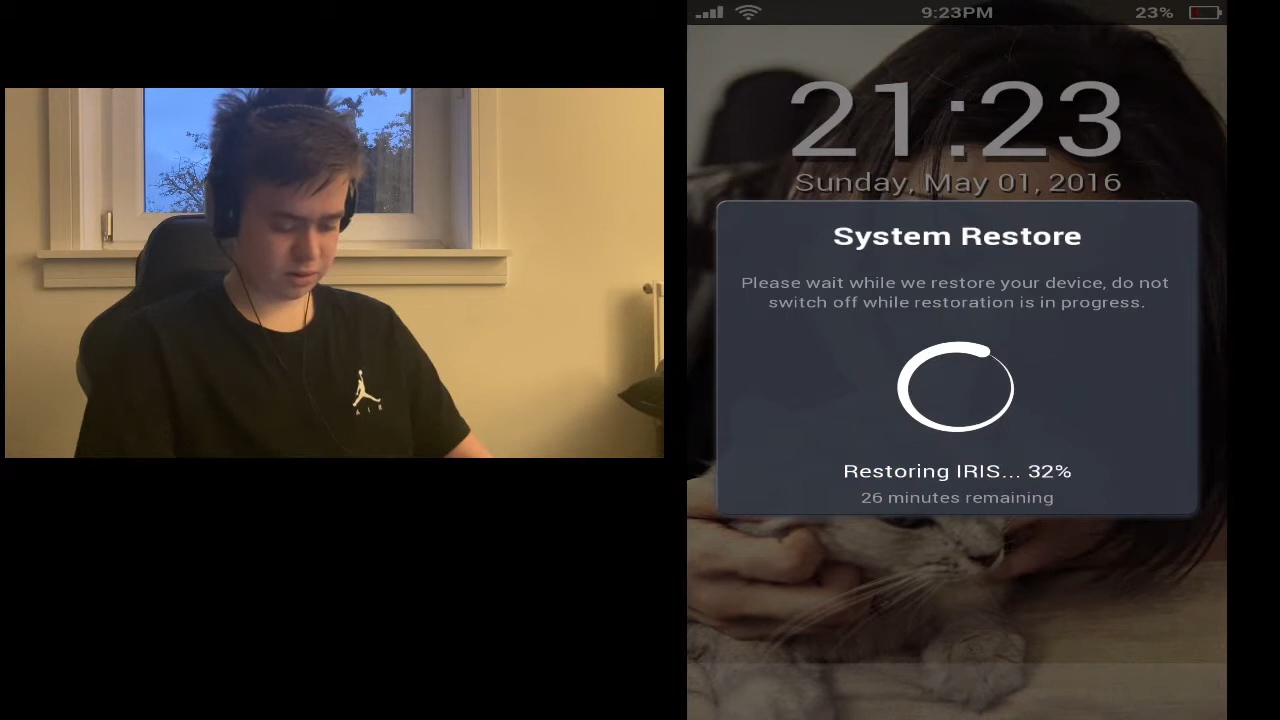 9:23PM
23%
21:23
Sunday, May 01, 2016
System Restore
Please wait while we restore your device, do not
switch off while restoration is in progress.
Restoring IRIS... 32%
26 minutes remaining
AIR